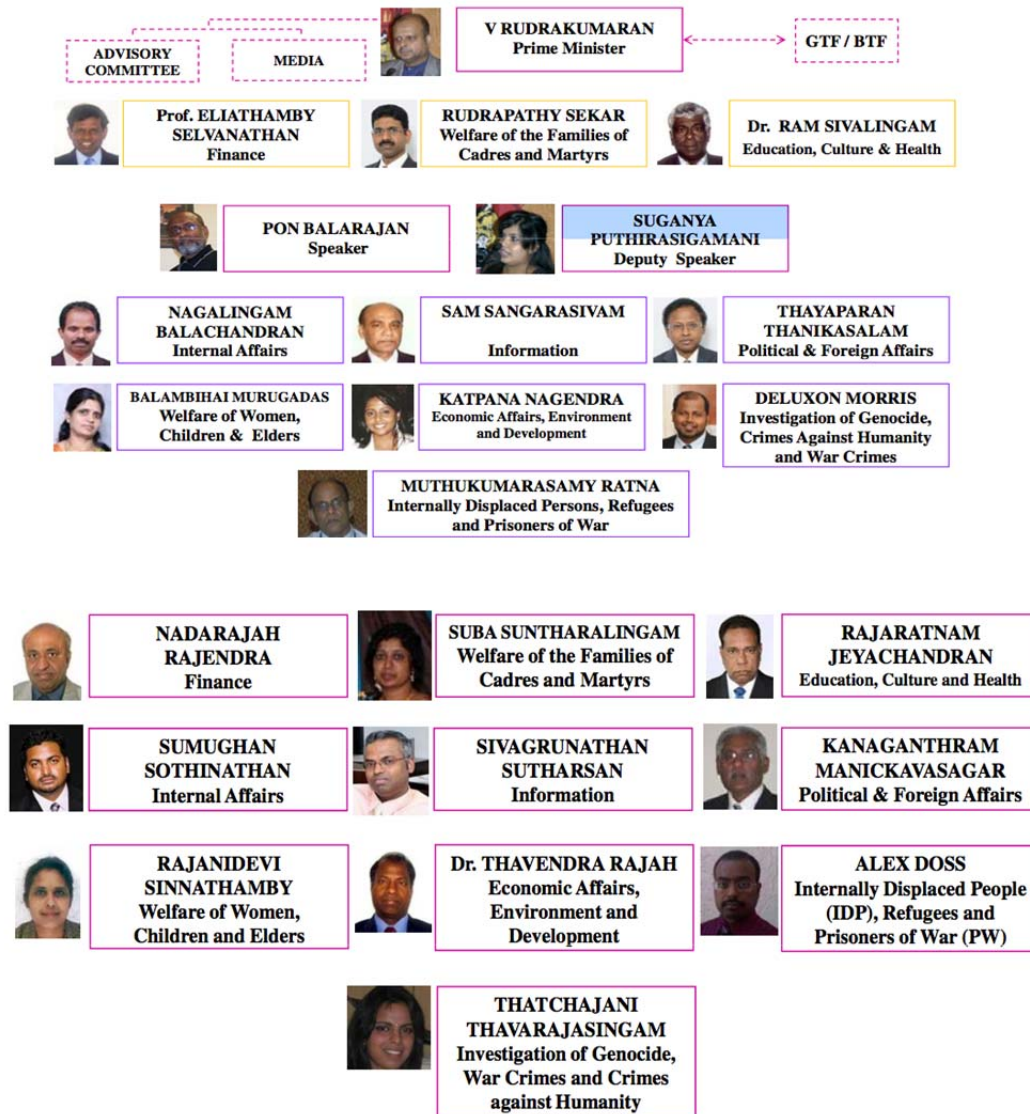 V RUDRAKUMARAN
Prime Minister
ADVISORY
COMMITTEE
MEDIA
GTF / BTF
Prof. ELIATHAMBY
SELVANATHAN
Finance
RUDRAPATHY SEKAR
Welfare of the Families of
Cadres and Martyrs
Dr. RAM SIVALINGAM
Education, Culture & Health
PON BALARAJAN
Speaker
SUGANYA
PUTHIRASIGAMANI
Deputy Speaker
NAGALINGAM
BALACHANDRAN
Internal Affairs
SAM SANGARASIVAM
Information
THAYAPARAN
THANIKASALAM
Political & Foreign Affairs
BALAMBIHAI MURUGADAS
Welfare of Women,
Children & Elders
KATPANA NAGENDRA
Economic Affairs, Environment
and Development
DELUXON MORRIS
Investigation of Genocide,
Crimes Against Humanity
and War Crimes
MUTHUKUMARASAMY RATNA
Internally Displaced Persons, Refugees
and Prisoners of War
NADARAJAH
RAJENDRA
Finance
SUBA SUNTHARALINGAM
Welfare of the Families of
Cadres and Martyrs
RAJARATNAM
JEYACHANDRAN
Education, Culture and Health
SUMUGHAN
SOTHINATHAN
Internal Affairs
SIVAGRUNATHAN
SUTHARSAN
Information
KANAGANTHRAM
MANICKAVASAGAR
Political & Foreign Affairs
RAJANIDEVI
SINNATHAMBY
Welfare of Women,
Children and Elders
Dr. THAVENDRA RAJAH
Economic Affairs,
Environment and
Development
ALEX DOSS
Internally Displaced People
(IDP), Refugees and
Prisoners of War (PW)
THATCHAJANI
THAVARAJASINGAM
Investigation of Genocide,
War Crimes and Crimes
against Humanity